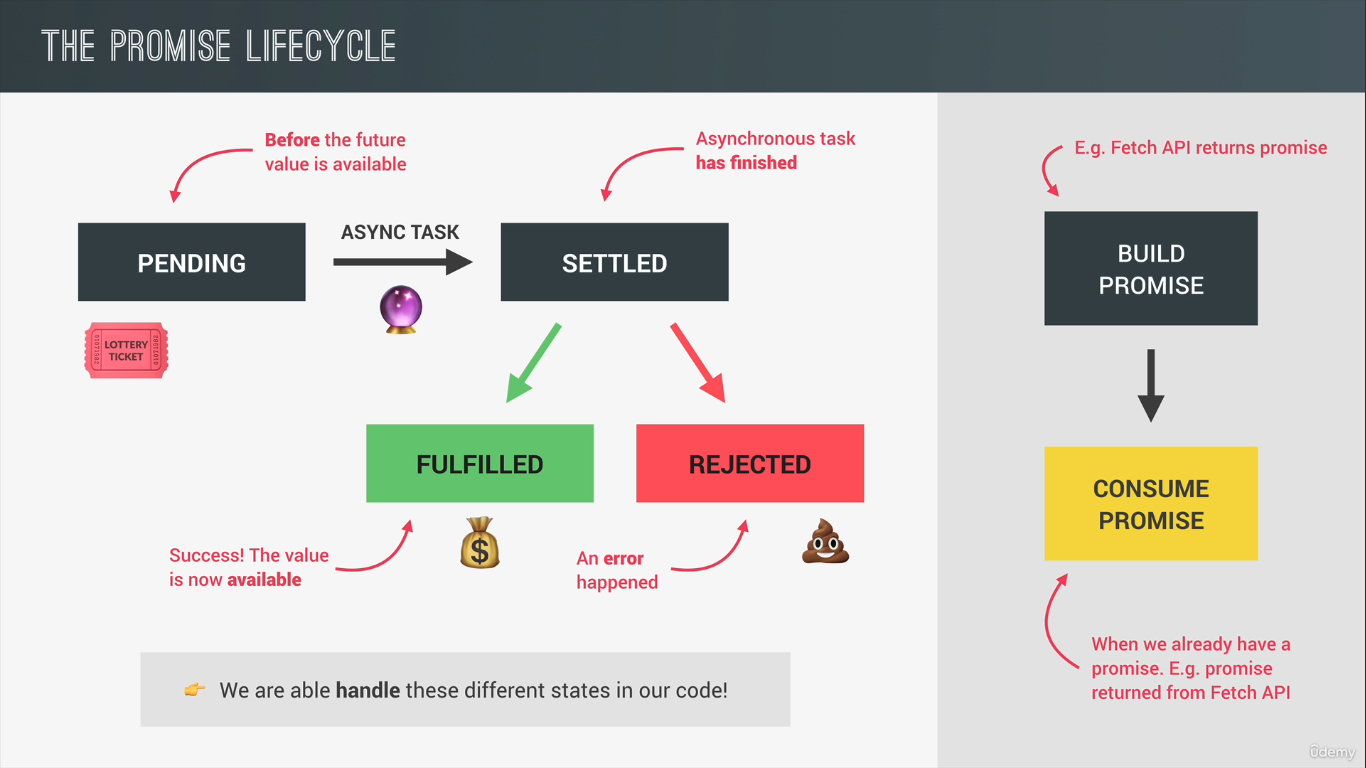 THE PROMISE LIFECYCLE
Before the future
value is available
Asynchronous task
has finished
PENDING
ASYNC TASK
SETTLED
LOTTERY
TICKET
FULFILLED
REJECTED
Success! The value
is now available
$
An error
happened
We are able handle these different states in our code!
E.g. Fetch API returns promise
BUILD
PROMISE
CONSUME
PROMISE
When we already have a
promise. E.g. promise
returned from Fetch API
ûdemy